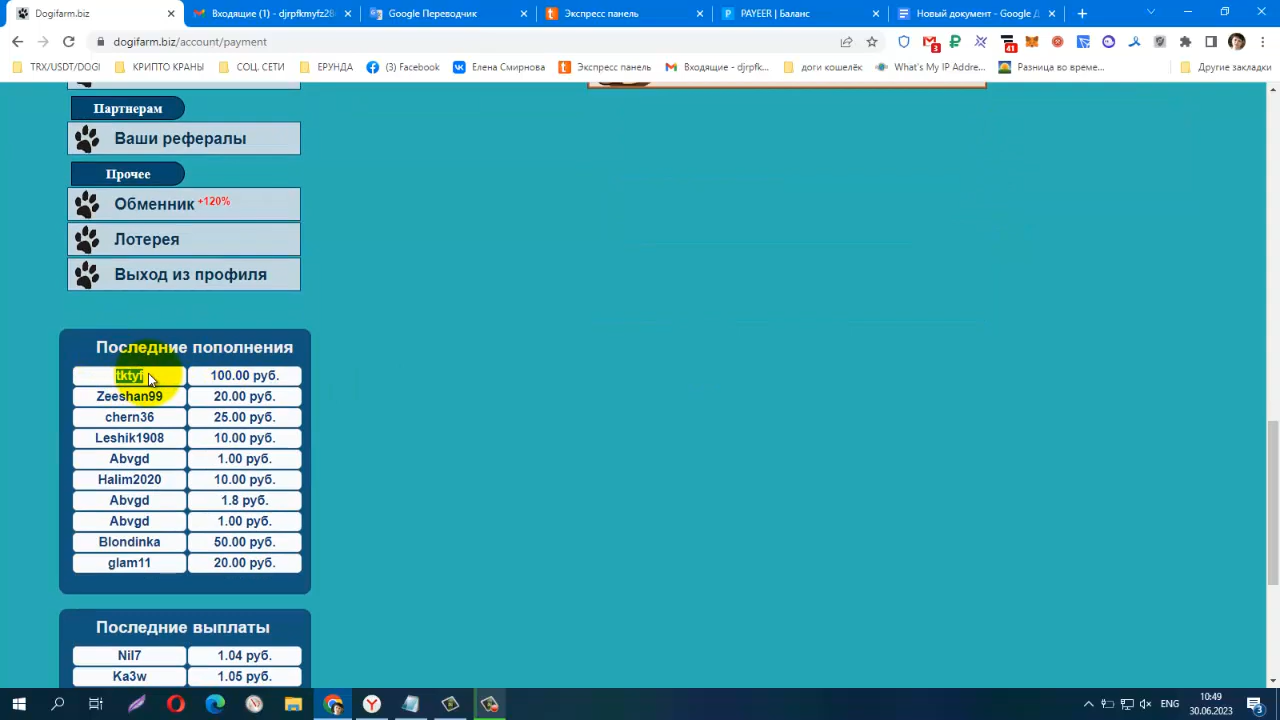 Dogifarm.biz
Входящие (1) - djrpfkmyfz28
Google Переводчик
Экспресс панель
PAYEER | Баланс
Новый документ - Google Д
dogifarm.biz/account/payment
3
41
TRX/USDT/DOGI
КРИПТО КРАНЫ
СОЦ. СЕТИ
ЕРУНДА
(3) Facebook
Елена Смирнова
Экспресс панель
Входящие - djrpfk...
доги кошелёк
What's My IP Addre...
Разница во време...
Другие закладки
Партнерам
Ваши рефералы
Прочее
Обменник +120%
Лотерея
Выход из профиля
Последние пополнения
100.00 руб.
Zeeshan99 20.00 руб.
chern36 25.00 руб.
Leshik1908 10.00 руб.
Abvgd 1.00 руб.
Halim2020 10.00 руб.
Abvgd 1.8 руб.
Abvgd 1.00 руб.
Blondinka 50.00 руб.
glam11 20.00 руб.
Последние выплаты
Nil7 1.04 руб.
Ka3w 1.05 руб.
ENG
10:49
30.06.2023
3